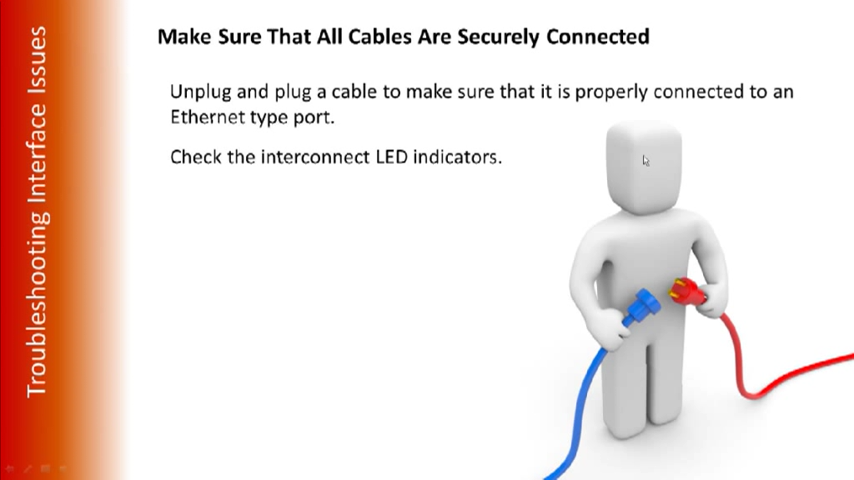 Troubleshooting Interface Issues
Make Sure That All Cables Are Securely Connected
Unplug and plug a cable to make sure that it is properly connected to an
Ethernet type port.
Check the interconnect LED indicators.